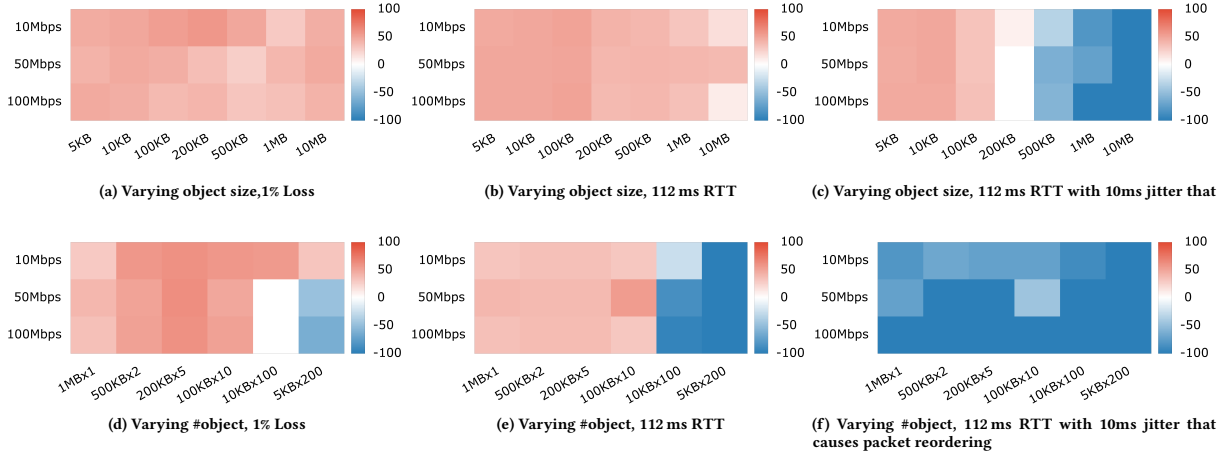 10Mbps
50Mbps
100Mbps
5KB 10KB 100KB 200KB 500KB 1MB 10MB
100
50
0
-50
-100
(a) Varying object size,1% Loss
10Mbps
50Mbps
100Mbps
5KB 10KB 100KB 200KB 500KB 1MB 10MB
100
50
0
-50
-100
(b) Varying object size, 112 ms RTT
10Mbps
50Mbps
100Mbps
5KB 10KB 100KB 200KB 500KB 1MB 10MB
100
50
0
-50
-100
(c) Varying object size, 112 ms RTT with 10ms jitter that
10Mbps
50Mbps
100Mbps
1MBx1 500KBx2 200KBx5 100KBx10 10KBx100 5KBx200
100
50
0
-50
-100
(d) Varying #object, 1% Loss
10Mbps
50Mbps
100Mbps
1MBx1 500KBx2 200KBx5 100KBx10 10KBx100 5KBx200
100
50
0
-50
-100
(e) Varying #object, 112 ms RTT
10Mbps
50Mbps
100Mbps
1MBx1 500KBx2 200KBx5 100KBx10 10KBx100 5KBx200
100
50
0
-50
-100
(f) Varying #object, 112 ms RTT with 10ms jitter that
causes packet reordering